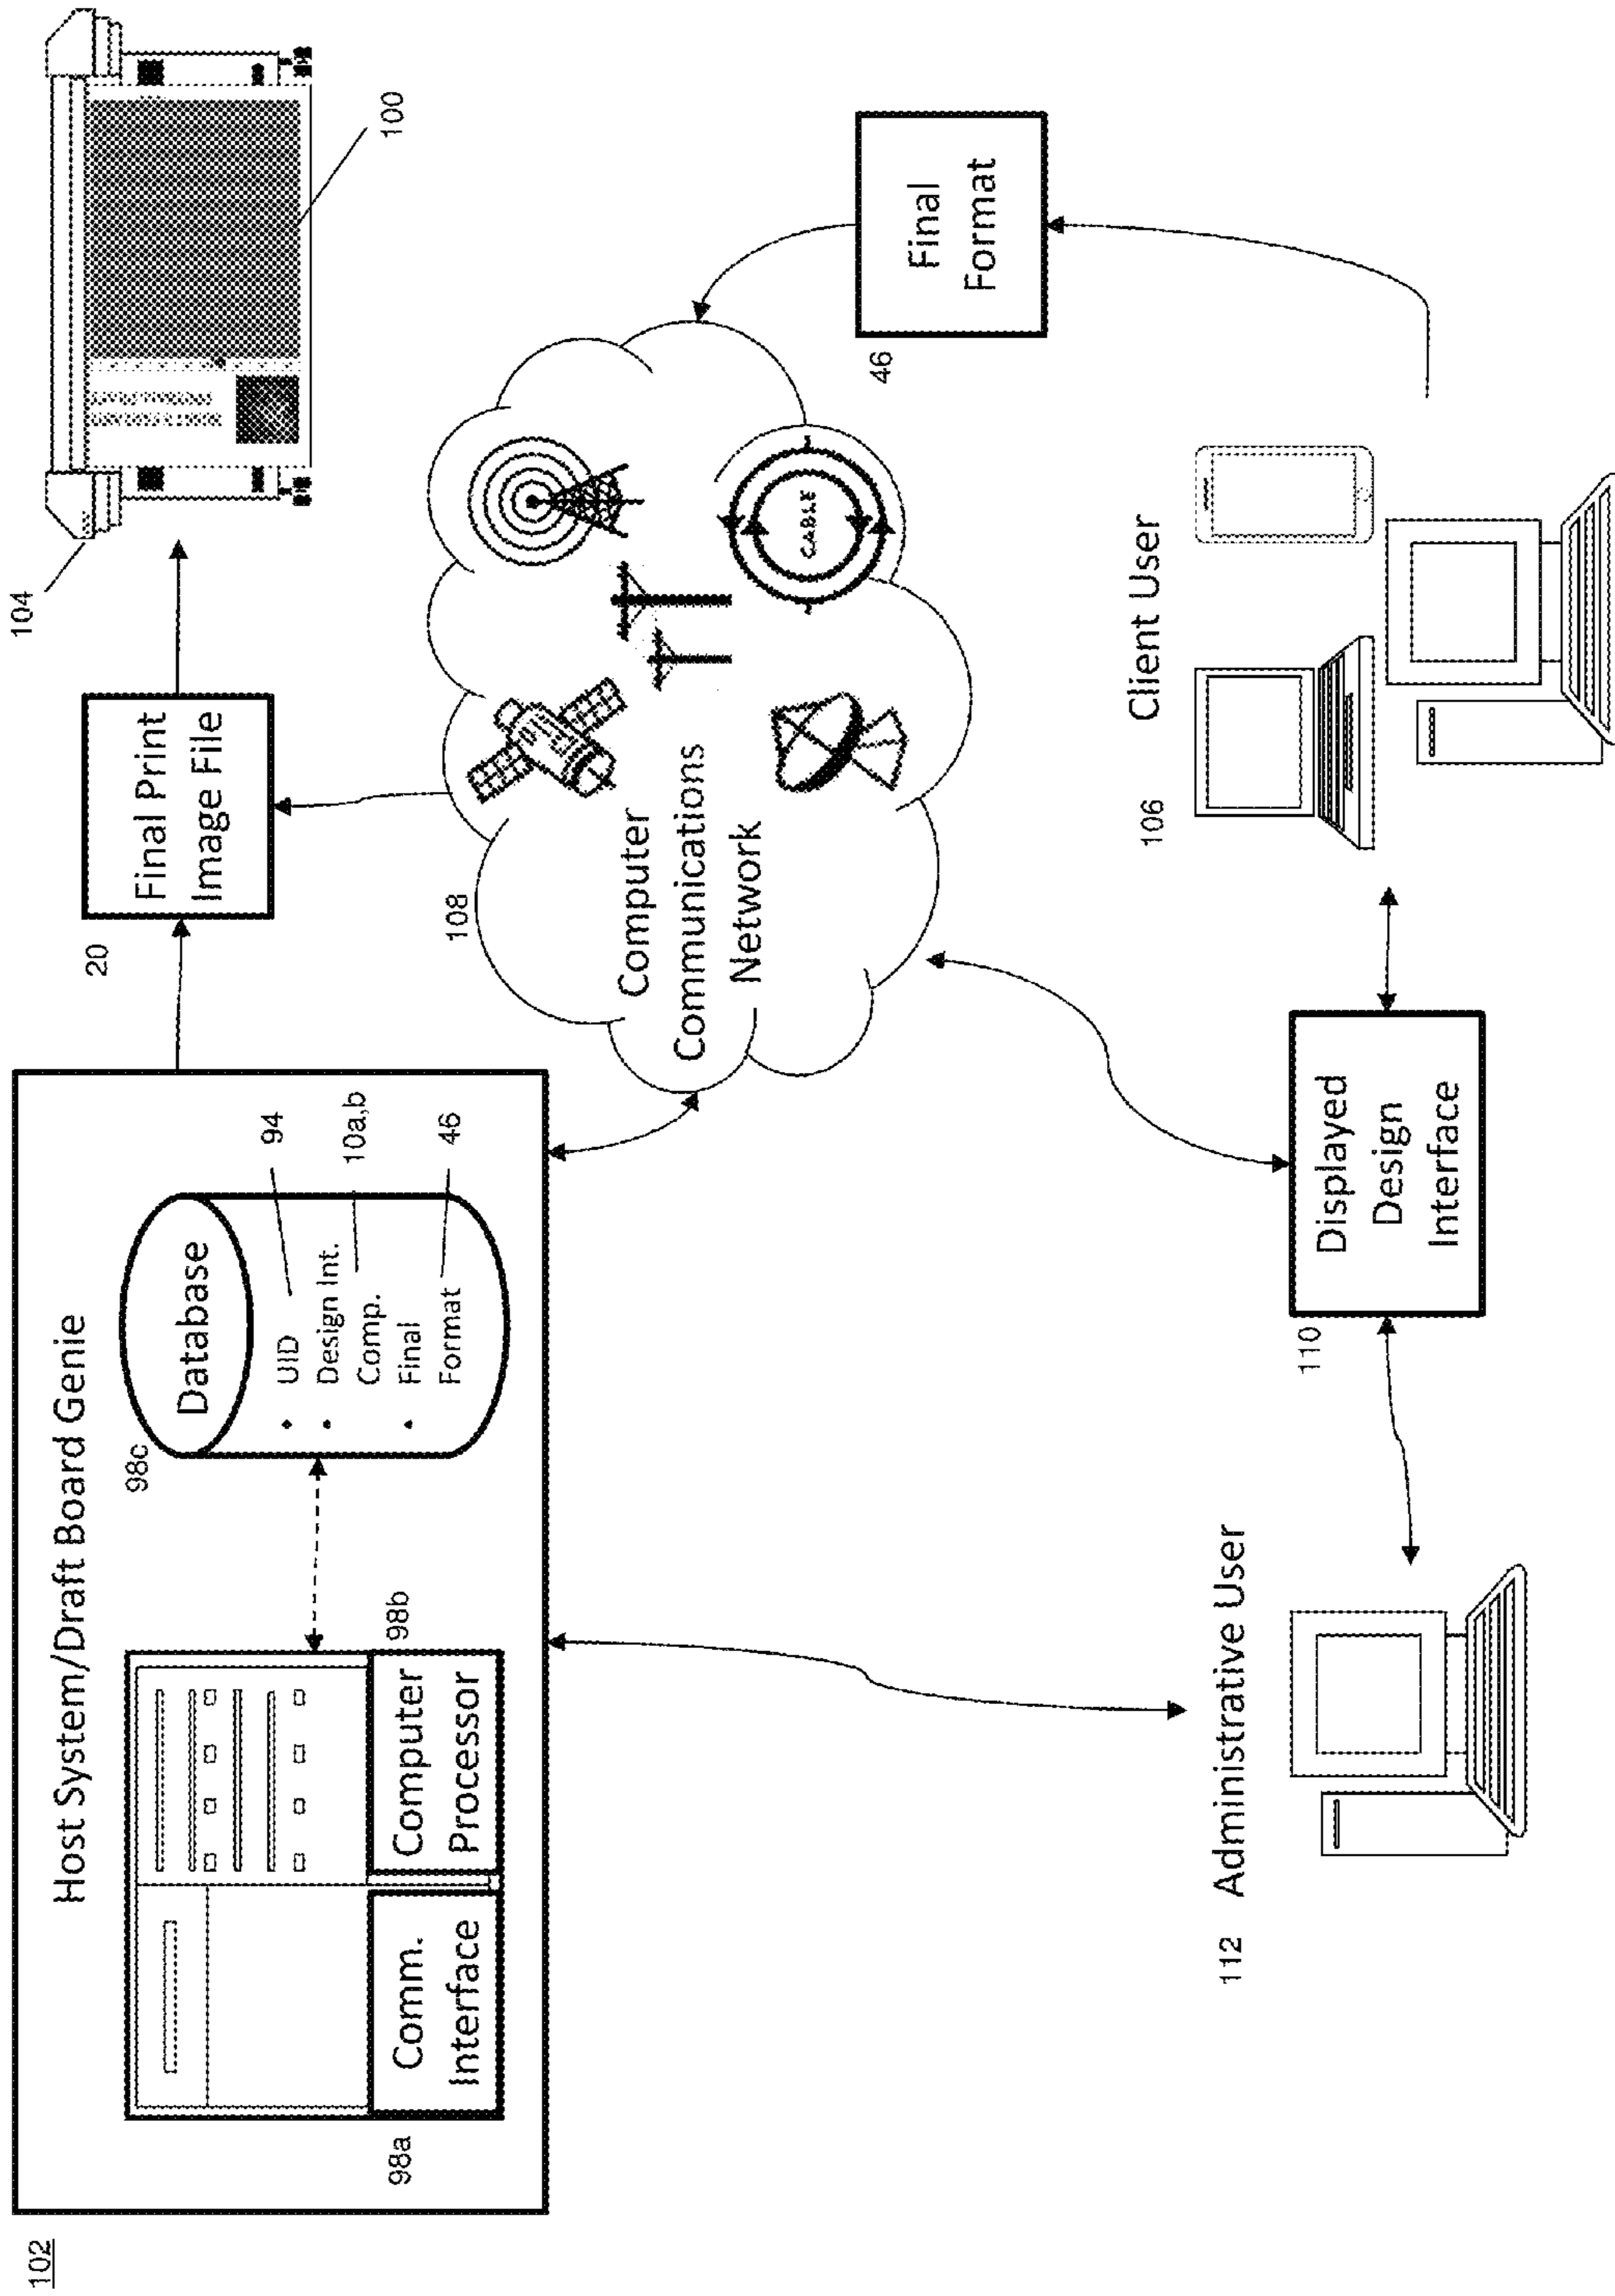 102
Host System/Draft Board Genie
98a
Comm.
Interface
98b
Computer
Processor
98c
Database
• UID
• Design Int.
Comp.
• Final
Format
94
10a,b
46
20
Final Print
Image File
104
100
108
Computer
Communications
Network
CABLE
46
Final
Format
112 Administrative User
110
Displayed
Design
Interface
106
Client User